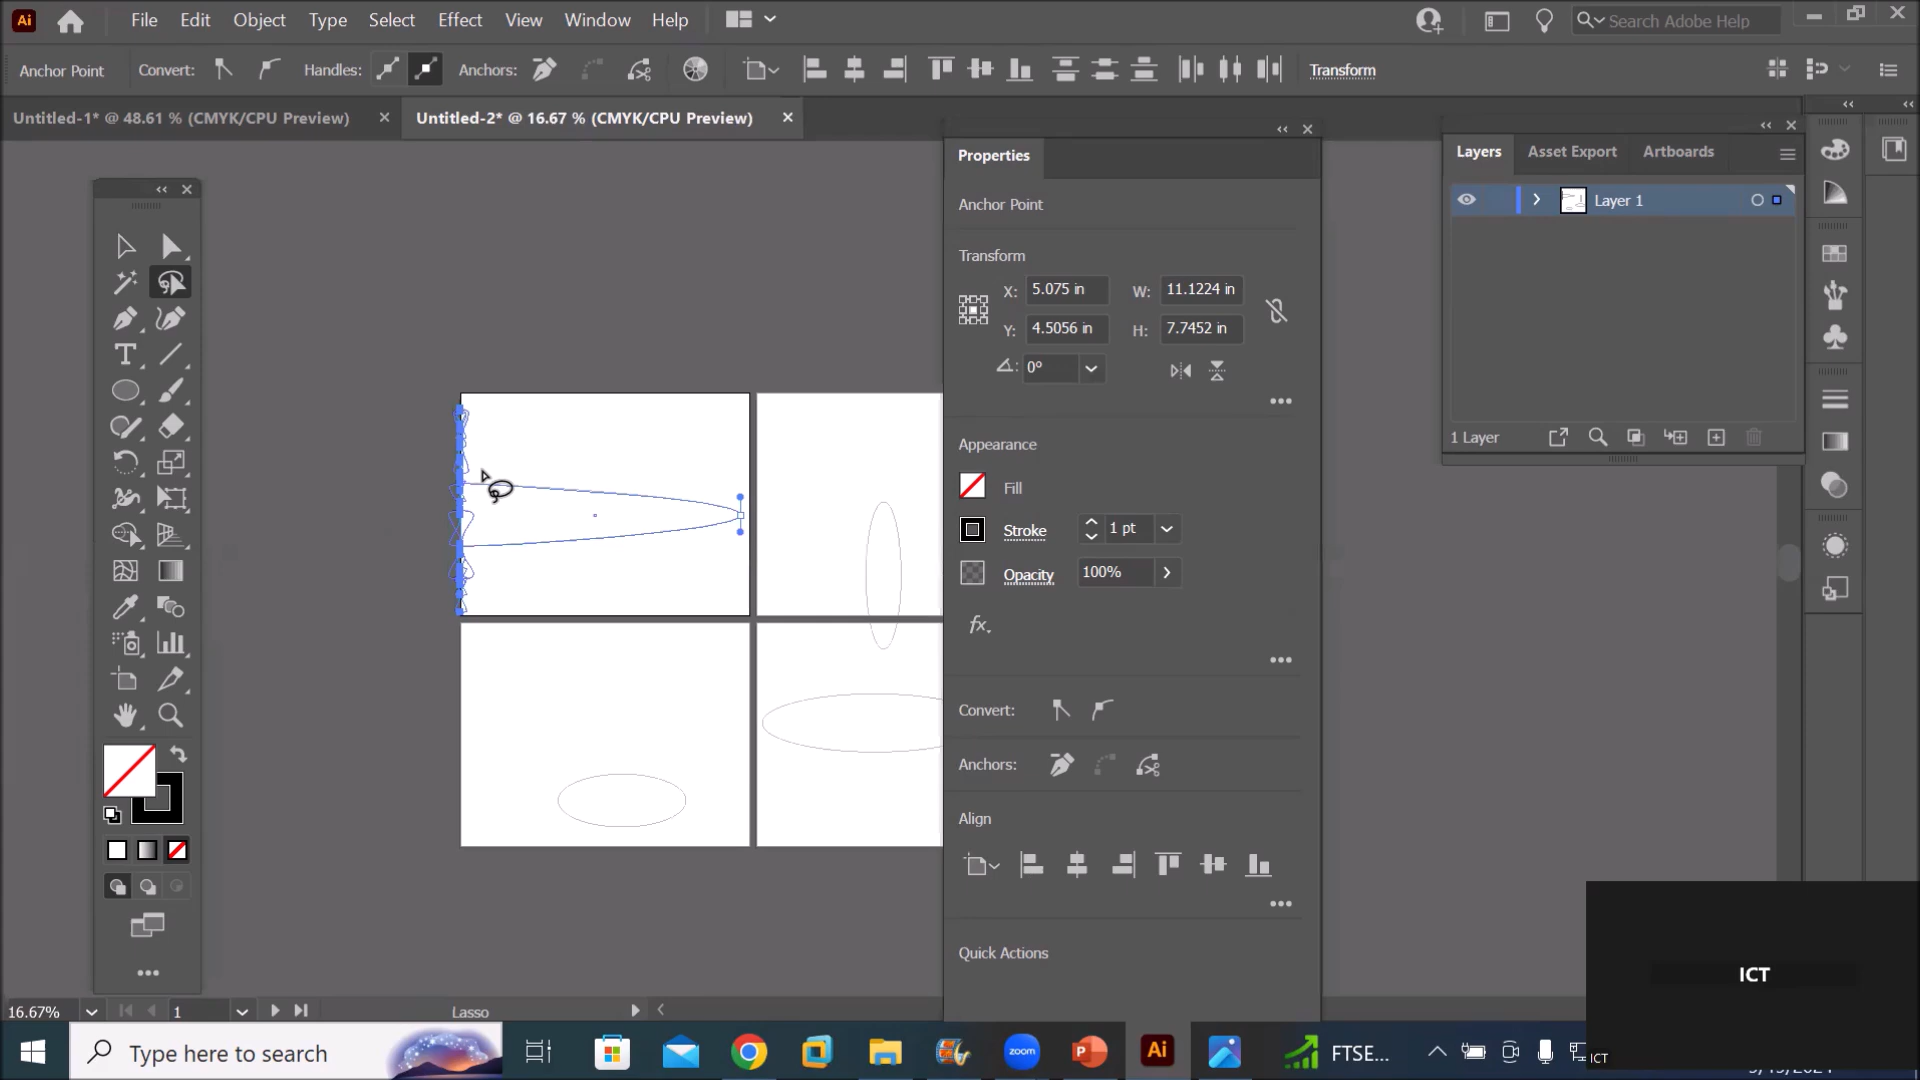 Ai File Edit Object Type Select Effect View Window Help Search Adobe Help
Anchor Point Convert: Handles: Anchors: Transform
Untitled-1* @ 48.61 % (CMYK/CPU Preview) Untitled-2* @ 16.67 % (CMYK/CPU Preview)
Properties
Anchor Point
Transform
X: 5.075 in W: 11.1224 in
Y: 4.5056 in H: 7.7452 in
0°
Appearance
Fill
Stroke 1 pt
Opacity 100%
fx.
Convert:
Anchors:
Align
Quick Actions
Layers Asset Export Artboards
Layer 1
1 Layer
16.67% 1 Lasso
ICT
Type here to search
zoom
P
Ai
FTSE...
ICT